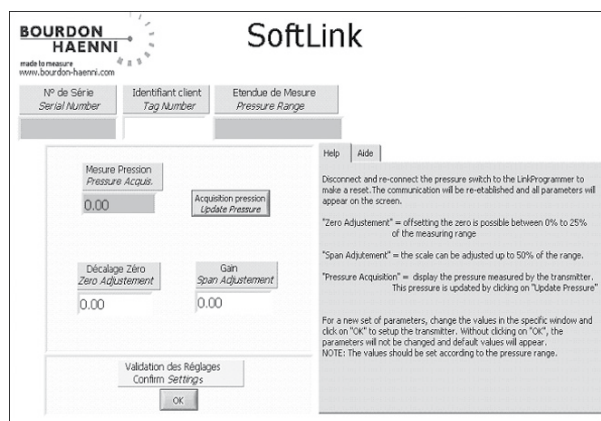 BOURDON
HAENNI
made to measure
www.bourdon-haenni.com
SoftLink
Nº de Série
Serial Number
Identifiant client
Tag Number
Etendue de Mesure
Pressure Range
Mesure Pression
Pressure Acquis.
0.00
Acquisition pression
Update Pressure
Décalage Zéro
Zero Adjustement
0.00
Gain
Span Adjustement
0.00
Validation des Réglages
Confirm Settings
OK
Help
Aide
Disconnect and re-connect the pressure switch to the LinkProgrammer to
make a reset.The communication will be re-etablished and all parameters will
appear on the screen.
"Zero Adjustement" = offsetting the zero is possible between 0% to 25%
of the measuring range
"Span Adjutement" = the scale can be adjusted up to 50% of the range.
"Pressure Acquisition" = display the pressure measured by the transmitter.
This pressure is updated by clicking on "Update Pressure"
For a new set of parameters, change the values in the specific window and
click on "OK" to setup the transmitter. Without clicking on "OK", the
parameters will not be changed and default values will appear.
NOTE: The values should be set according to the pressure range.